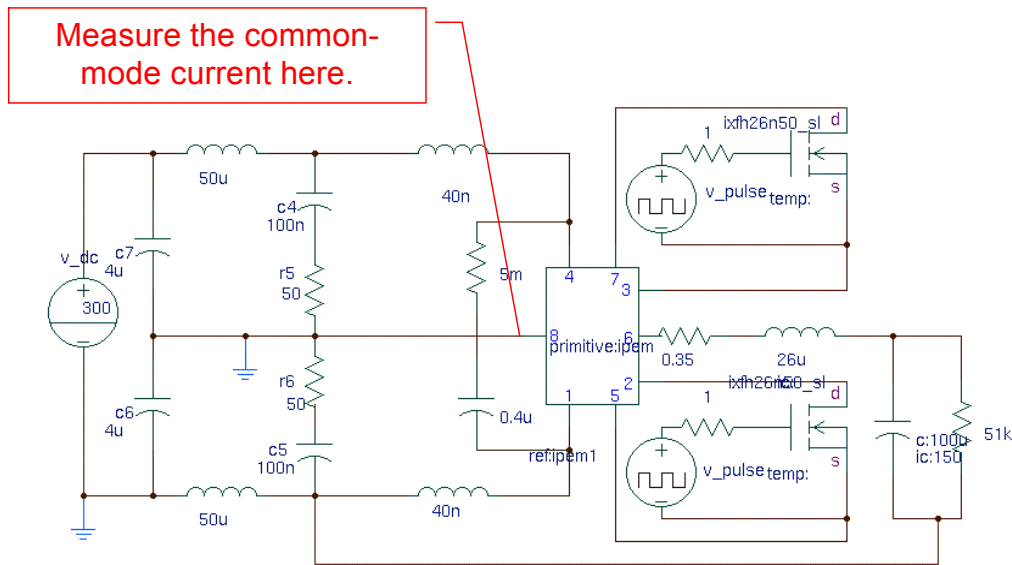 Measure the common-
mode current here.
ixfh26n50_sl
d
1
v_pulse
temp:
s
50u
40n
c4
100n
c7
4u
v_dc
300
r5
50
5m
4
7
3
8
6
primitive:ipem
0.35
26u
2
1
5
r6
50
c6
4u
0.4u
ref:ipem1
c5
100n
50u
40n
d
1
v_pulse
temp:
s
c:100u
ic:150
51k